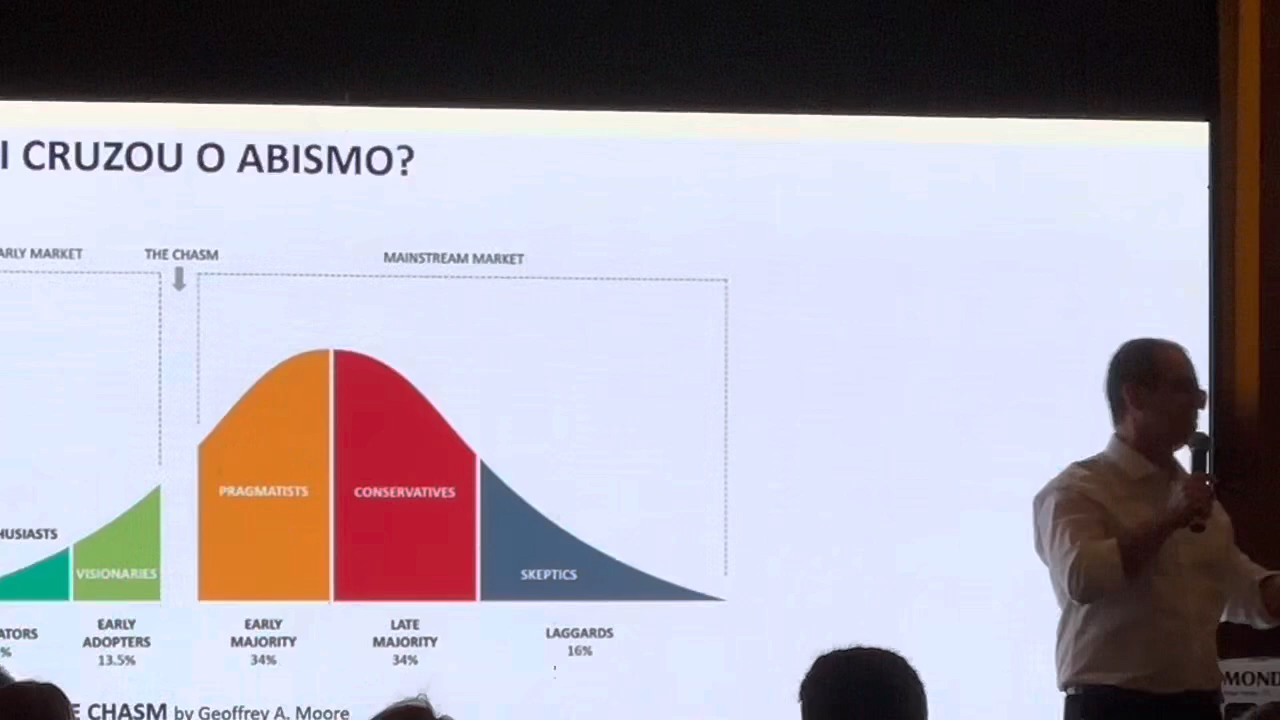 I CRUZOU O ABISMO?
ARLY MARKET
THE CHASM
MAINSTREAM MARKET
HUSIASTS
VISIONARIES
PRAGMATISTS
CONSERVATIVES
SKEPTICS
ATORS
%
EARLY
ADOPTERS
13.5%
EARLY
MAJORITY
34%
LATE
MAJORITY
34%
LAGGARDS
16%
E CHASM by Geoffrey A. Moore
MOND